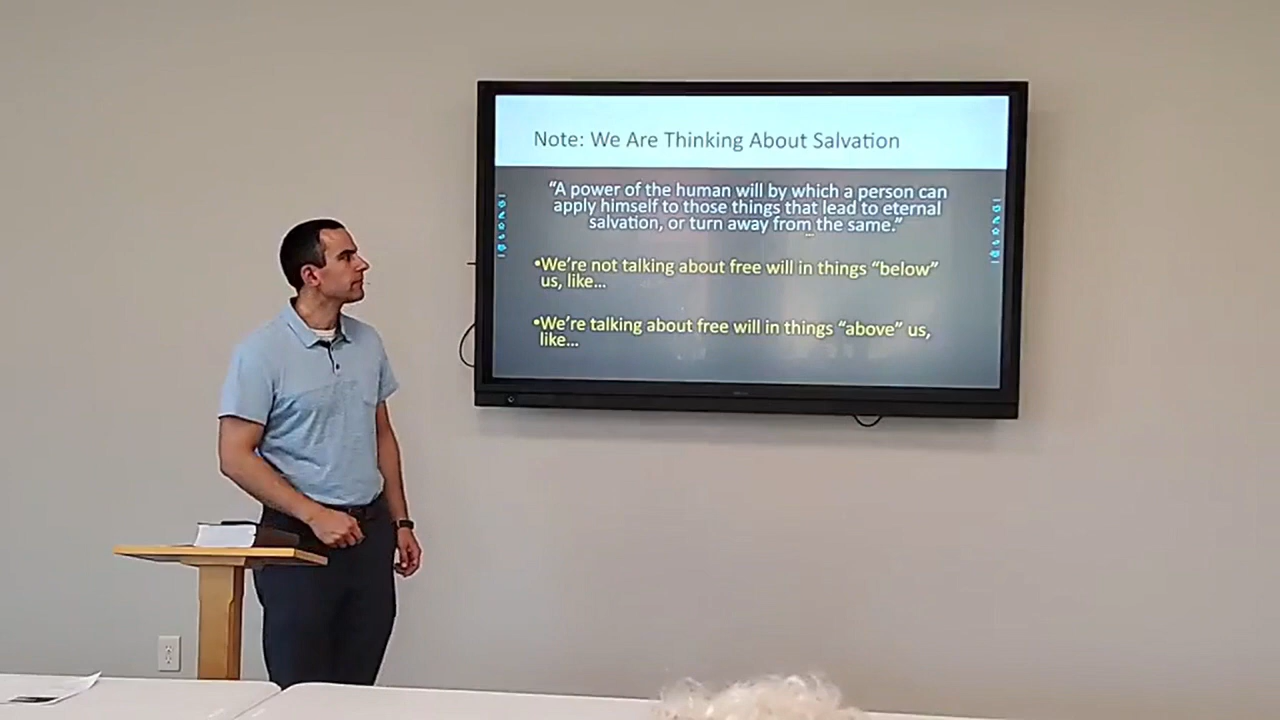 Note: We Are Thinking About Salvation
“A power of the human will by which a person can
apply himself to those things that lead to eternal
salvation, or turn away from the same.”
•We’re not talking about free will in things “below”
us, like...
•We’re talking about free will in things “above” us,
like...